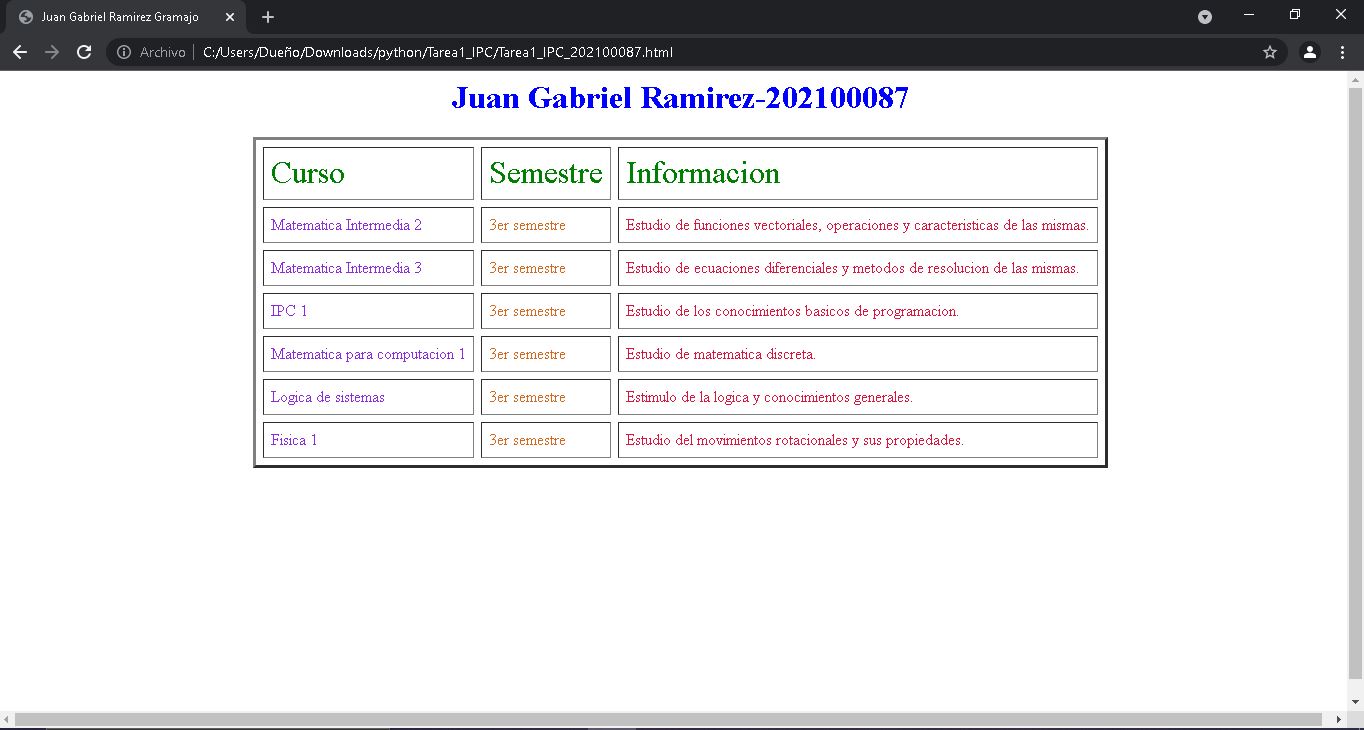 Juan Gabriel Ramirez Gramajo
Archivo C:/Users/Dueño/Downloads/python/Tarea1_IPC/Tarea1_IPC_202100087.html
Juan Gabriel Ramirez-202100087
Curso Semestre Informacion
Matematica Intermedia 2 3er semestre Estudio de funciones vectoriales, operaciones y caracteristicas de las mismas.
Matematica Intermedia 3 3er semestre Estudio de ecuaciones diferenciales y metodos de resolucion de las mismas.
IPC 1 3er semestre Estudio de los conocimientos basicos de programacion.
Matematica para computacion 1 3er semestre Estudio de matematica discreta.
Logica de sistemas 3er semestre Estimulo de la logica y conocimientos generales.
Fisica 1 3er semestre Estudio del movimientos rotacionales y sus propiedades.